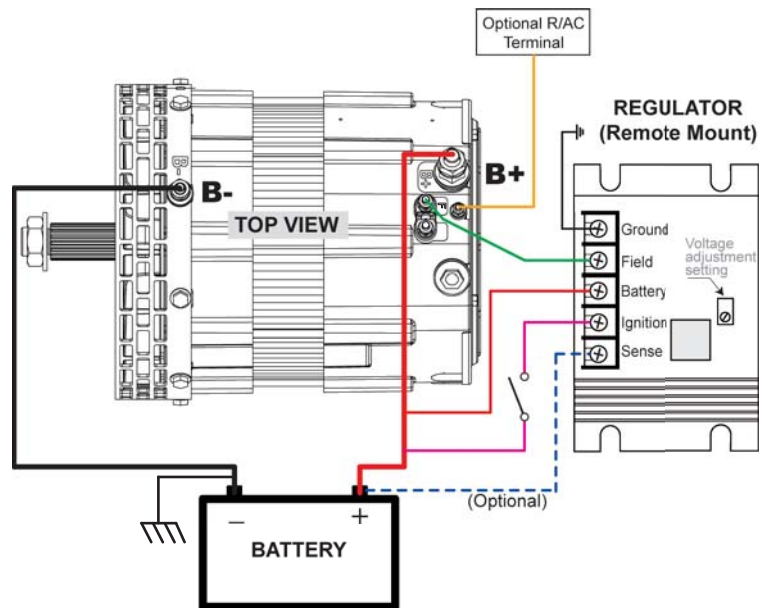 Optional R/AC
Terminal
REGULATOR
(Remote Mount)
B-
B+
TOP VIEW
Ground
Field
Battery
Ignition
Sense
Voltage
adjustment
setting
(Optional)
− +
BATTERY